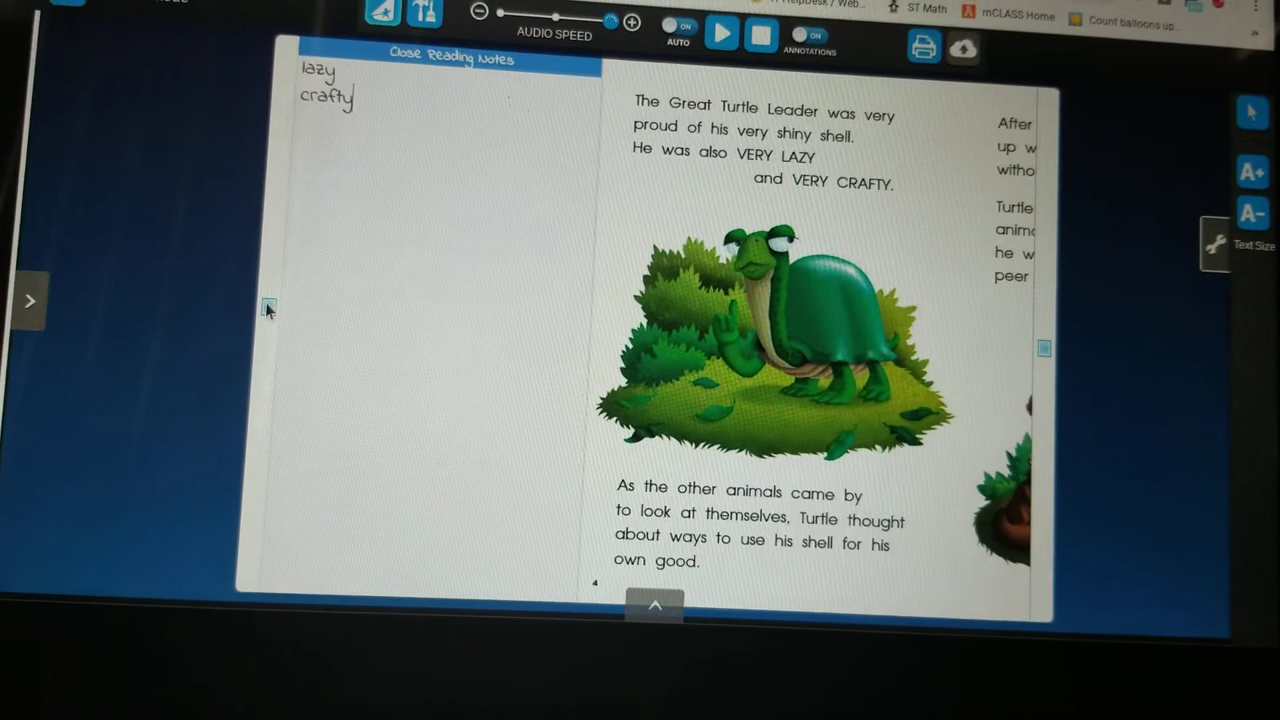 ST Math
mCLASS Home
Count balloons up...
AUDIO SPEED
ON
AUTO
ON
ANNOTATIONS
Close Reading Notes
lazy
crafty
The Great Turtle Leader was very
proud of his very shiny shell.
He was also VERY LAZY
and VERY CRAFTY.
As the other animals came by
to look at themselves, Turtle thought
about ways to use his shell for his
own good.
4
After
up w
witho
Turtle
anim
he w
peer
A+
A-
Text Size